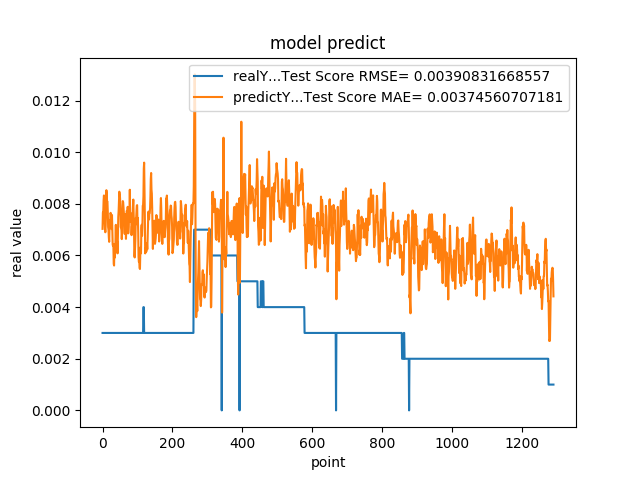 model predict
realY...Test Score RMSE= 0.00390831668557
predictY...Test Score MAE= 0.00374560707181
0.012
0.010
0.008
0.006
0.004
0.002
0.000
real value
0 200 400 600 800 1000 1200
point